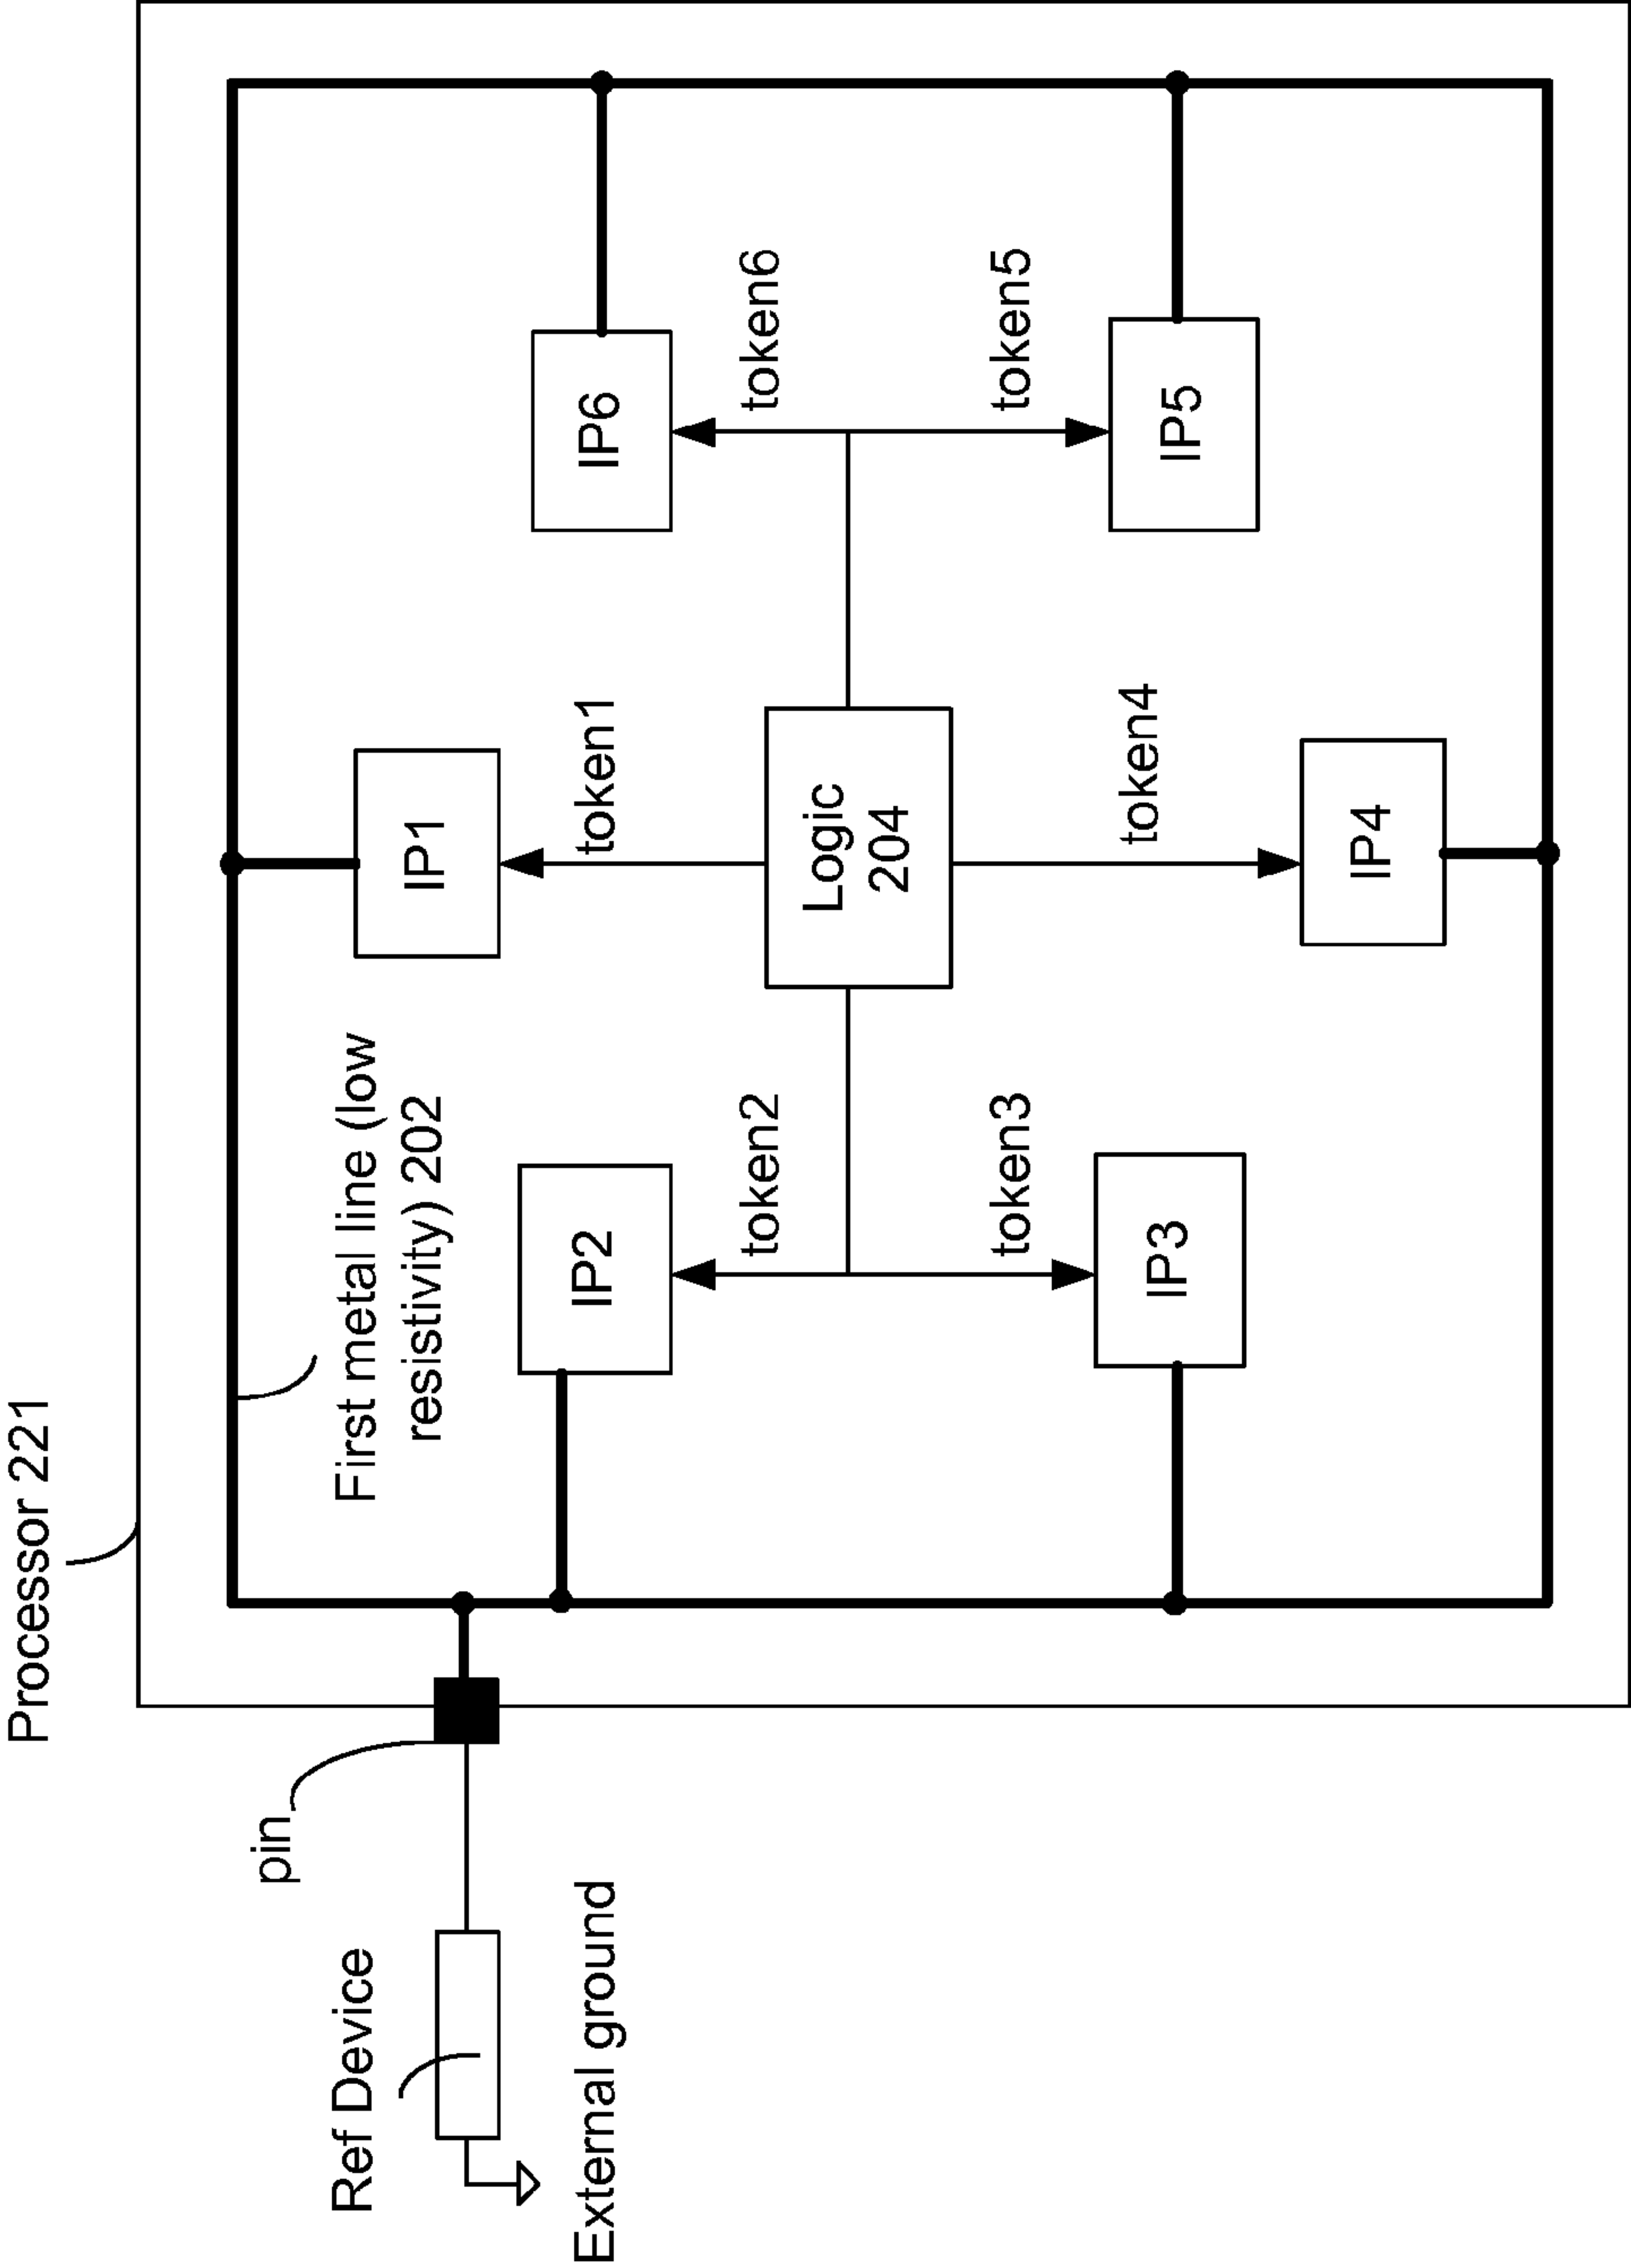 Processor 221
pin
Ref Device
External ground
First metal line (low
resistivity) 202
IP1
token1
IP2
token2
IP6
token6
Logic
204
token3
IP3
token5
IP5
token4
IP4